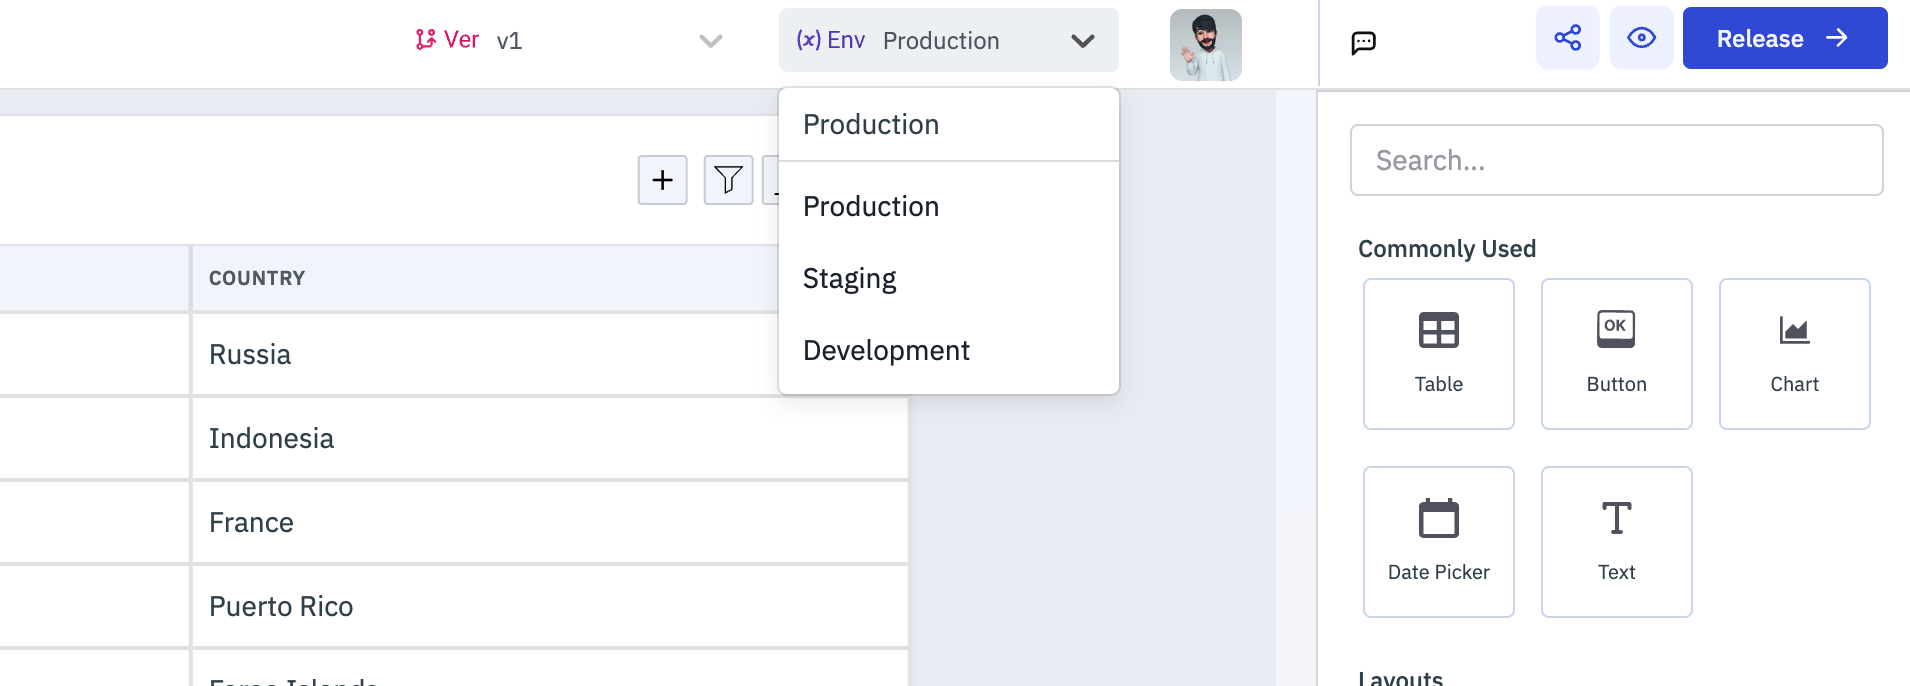 Ver v1
(x) Env Production
Release
Production
Production
Staging
Development
COUNTRY
Russia
Indonesia
France
Puerto Rico
Search...
Commonly Used
Table
OK
Button
Chart
Date Picker
Text
Layouts